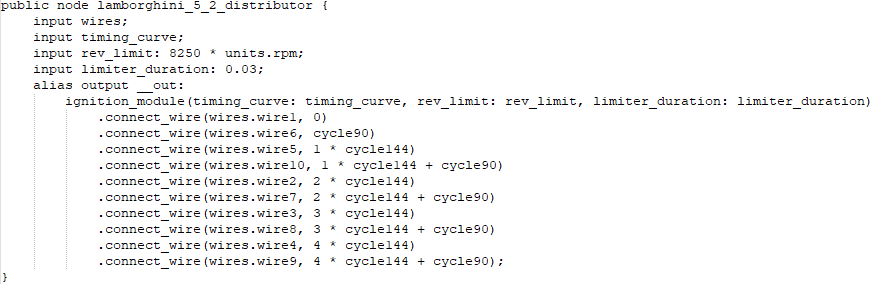 public node lamborghini_5_2_distributor {
    input wires;
    input timing_curve;
    input rev_limit: 8250 * units.rpm;
    input limiter_duration: 0.03;
    alias output __out:
        ignition_module(timing_curve: timing_curve, rev_limit: rev_limit, limiter_duration: limiter_duration)
            .connect_wire(wires.wire1, 0)
            .connect_wire(wires.wire6, cycle90)
            .connect_wire(wires.wire5, 1 * cycle144)
            .connect_wire(wires.wire10, 1 * cycle144 + cycle90)
            .connect_wire(wires.wire2, 2 * cycle144)
            .connect_wire(wires.wire7, 2 * cycle144 + cycle90)
            .connect_wire(wires.wire3, 3 * cycle144)
            .connect_wire(wires.wire8, 3 * cycle144 + cycle90)
            .connect_wire(wires.wire4, 4 * cycle144)
            .connect_wire(wires.wire9, 4 * cycle144 + cycle90);
}